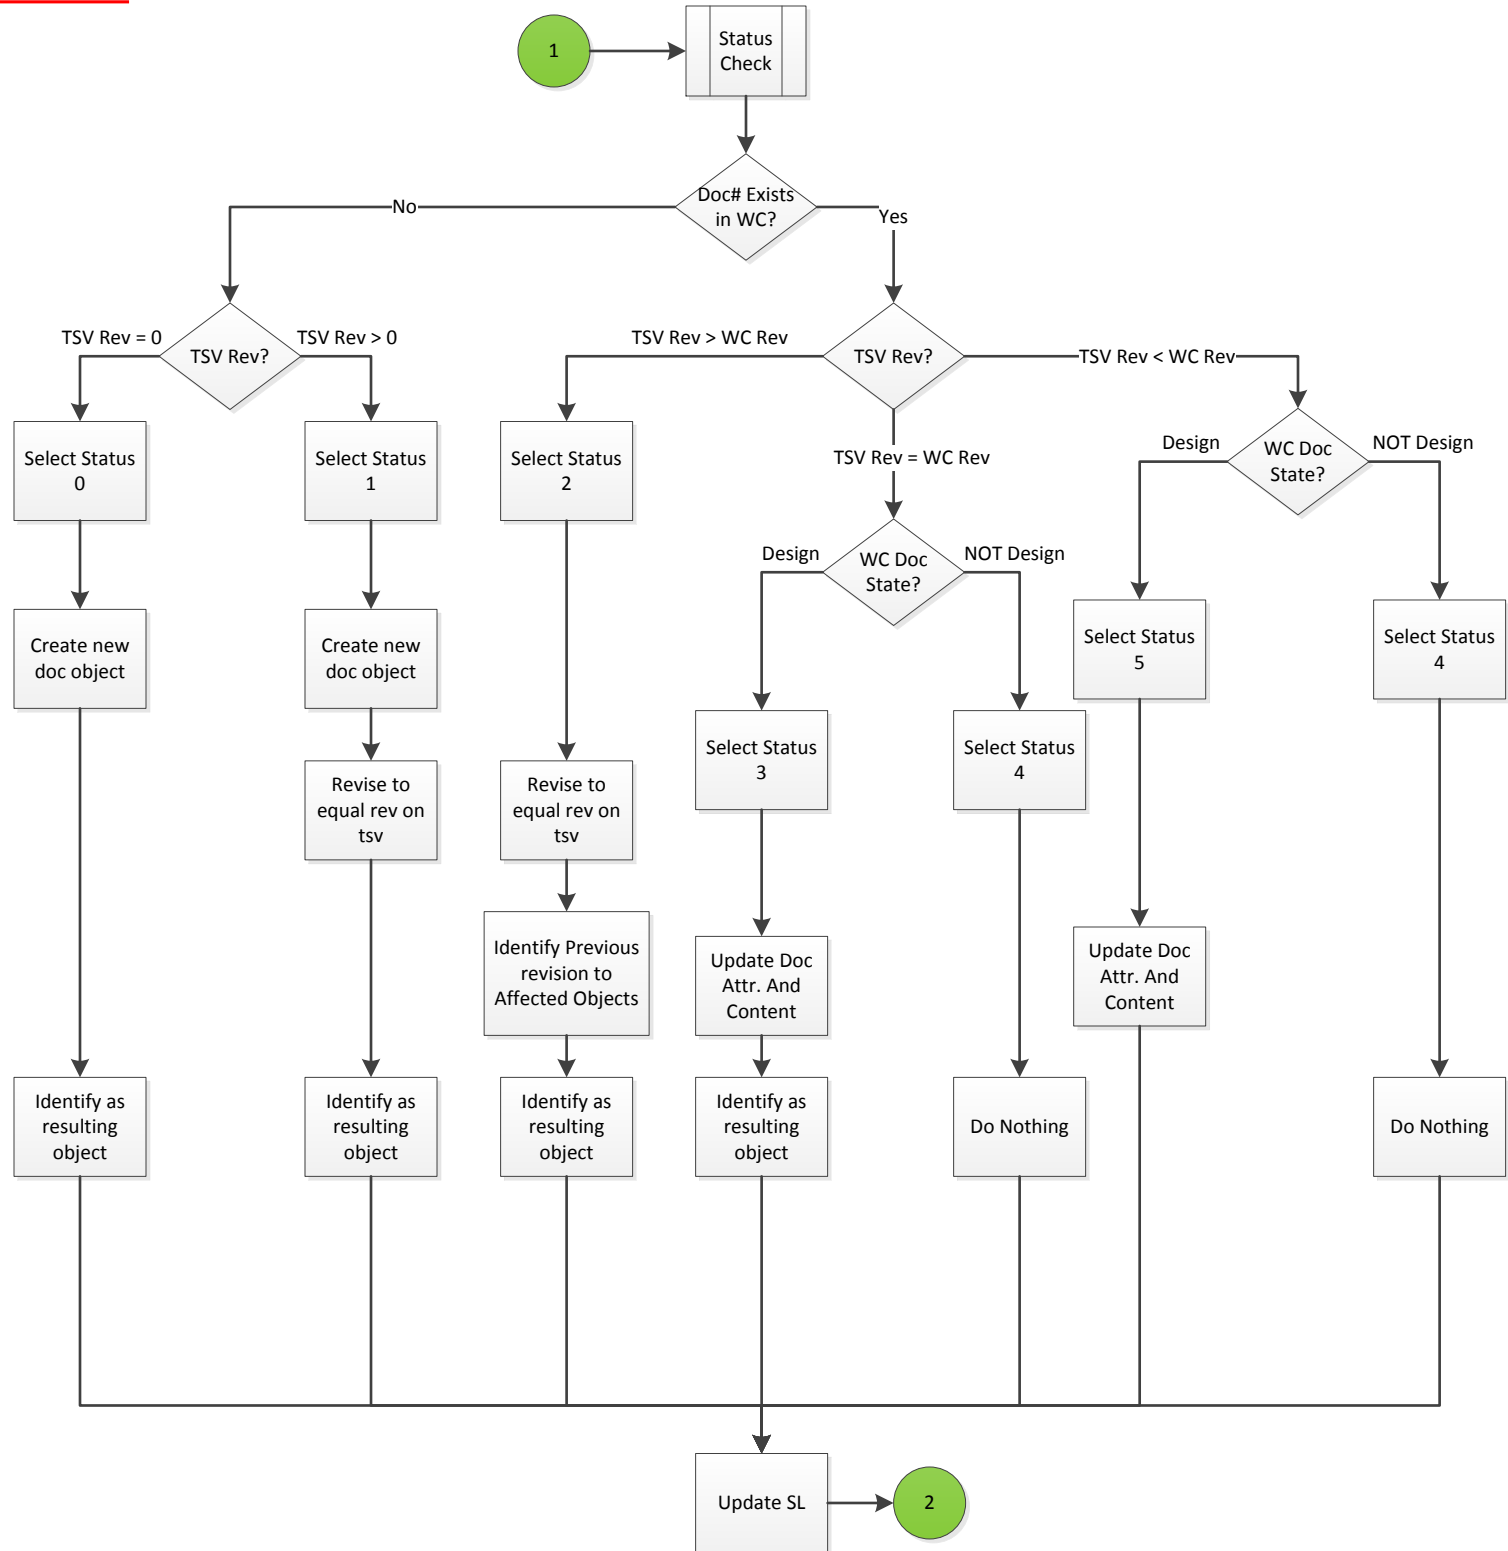 1
Status
Check
Doc# Exists
in WC?
No
Yes
TSV Rev = 0
TSV Rev?
TSV Rev > 0
TSV Rev > WC Rev
TSV Rev?
TSV Rev < WC Rev
Select Status
0
Select Status
1
Select Status
2
TSV Rev = WC Rev
Design
WC Doc
State?
NOT Design
Design
WC Doc
State?
NOT Design
Create new
doc object
Create new
doc object
Select Status
5
Select Status
4
Revise to
equal rev on
tsv
Revise to
equal rev on
tsv
Select Status
3
Select Status
4
Identify Previous
revision to
Affected Objects
Update Doc
Attr. And
Content
Update Doc
Attr. And
Content
Identify as
resulting
object
Identify as
resulting
object
Identify as
resulting
object
Identify as
resulting
object
Do Nothing
Do Nothing
Update SL
2